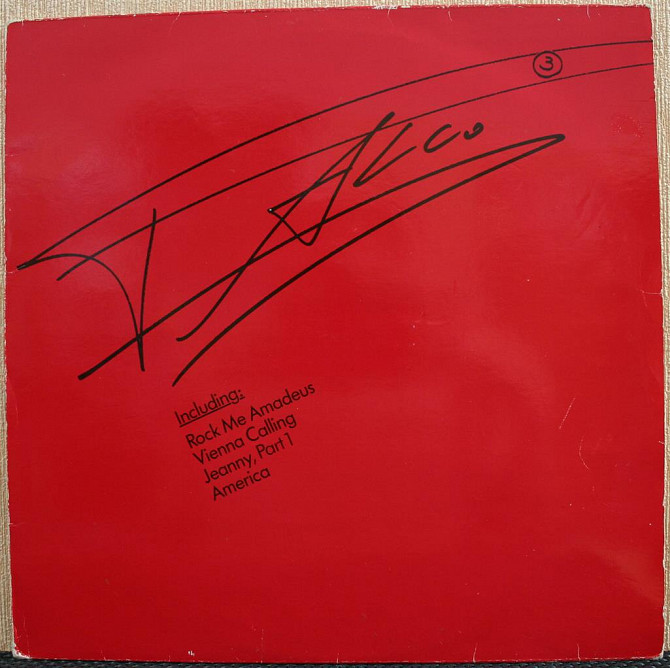 3
FALCO
Including:
Rock Me Amadeus
Vienna Calling
Jeanny, Part 1
America